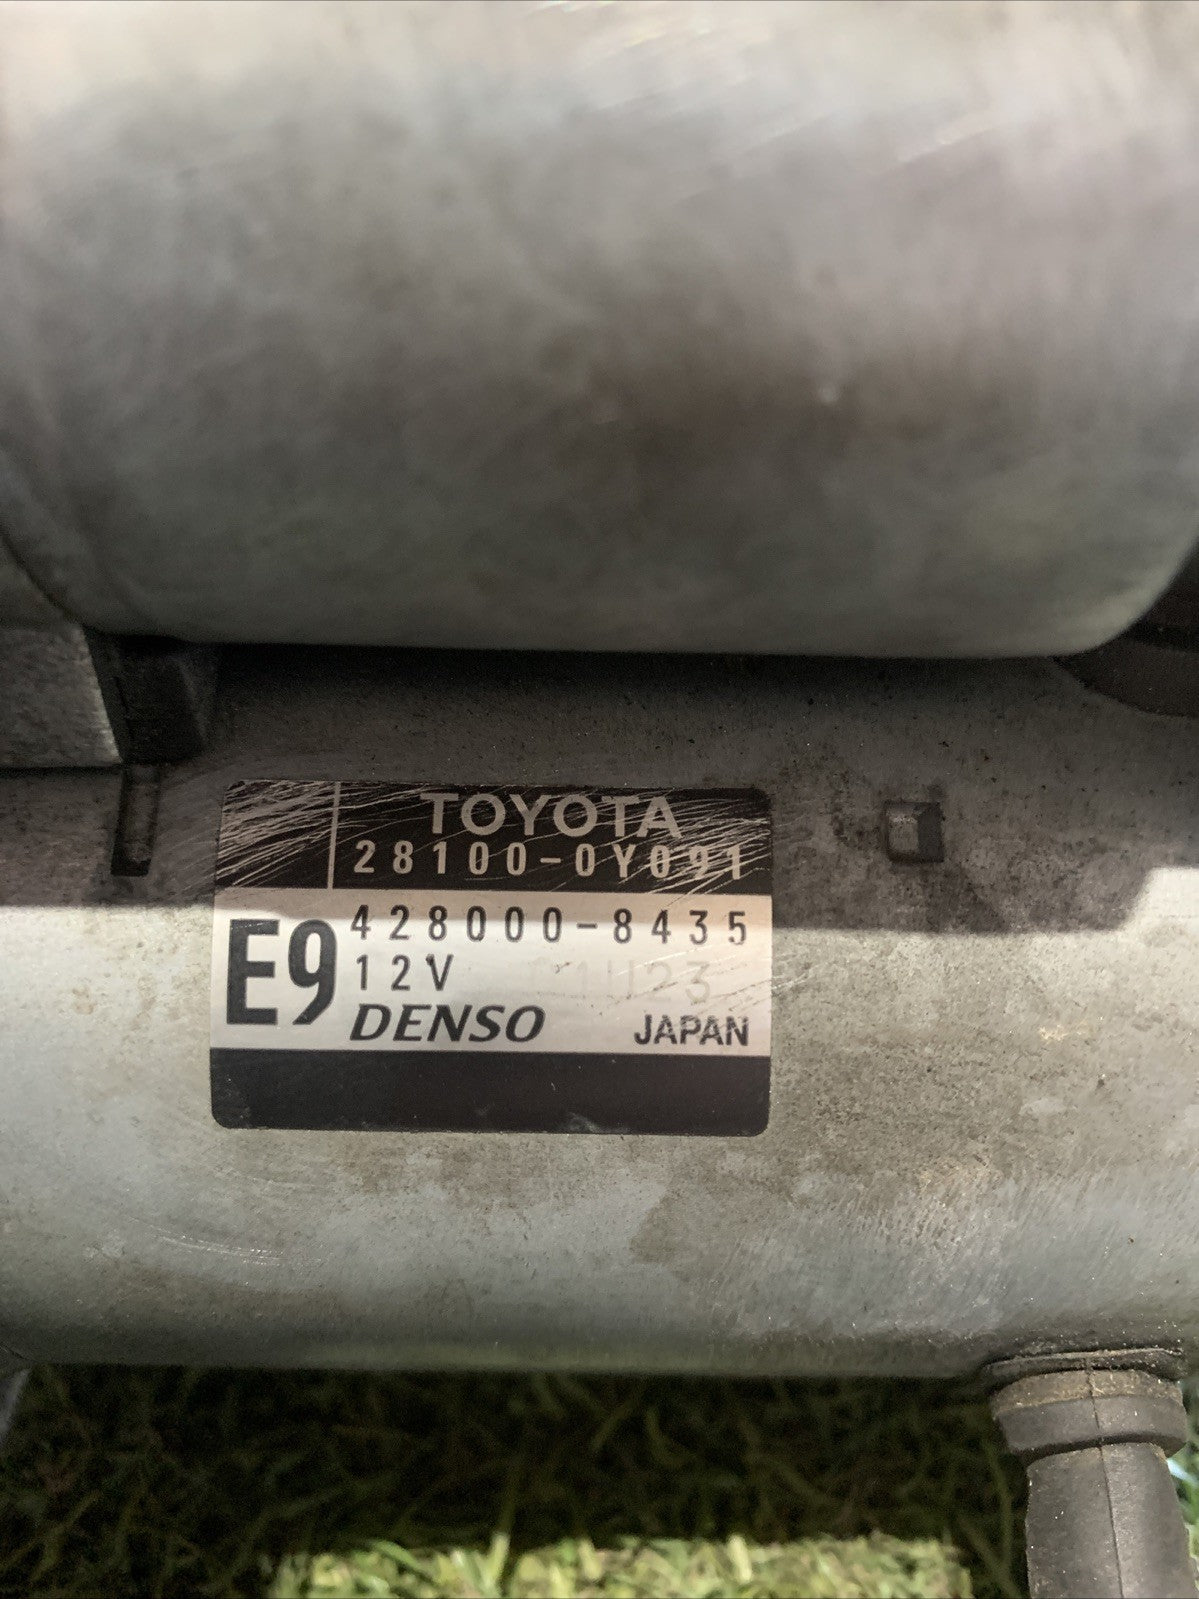 TOYOTA
28100-0Y091
E9
428000-8435
12V
DENSO JAPAN